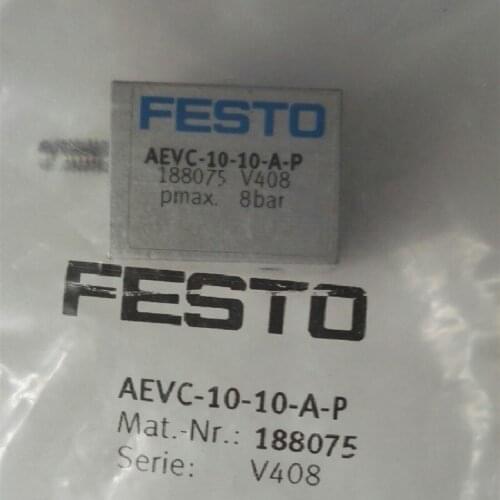 FESTO
AEVC-10-10-A-P
188075 V408
pmax. 8bar
FESTO
AEVC-10-10-A-P
Mat.-Nr.: 188075
Serie: V408